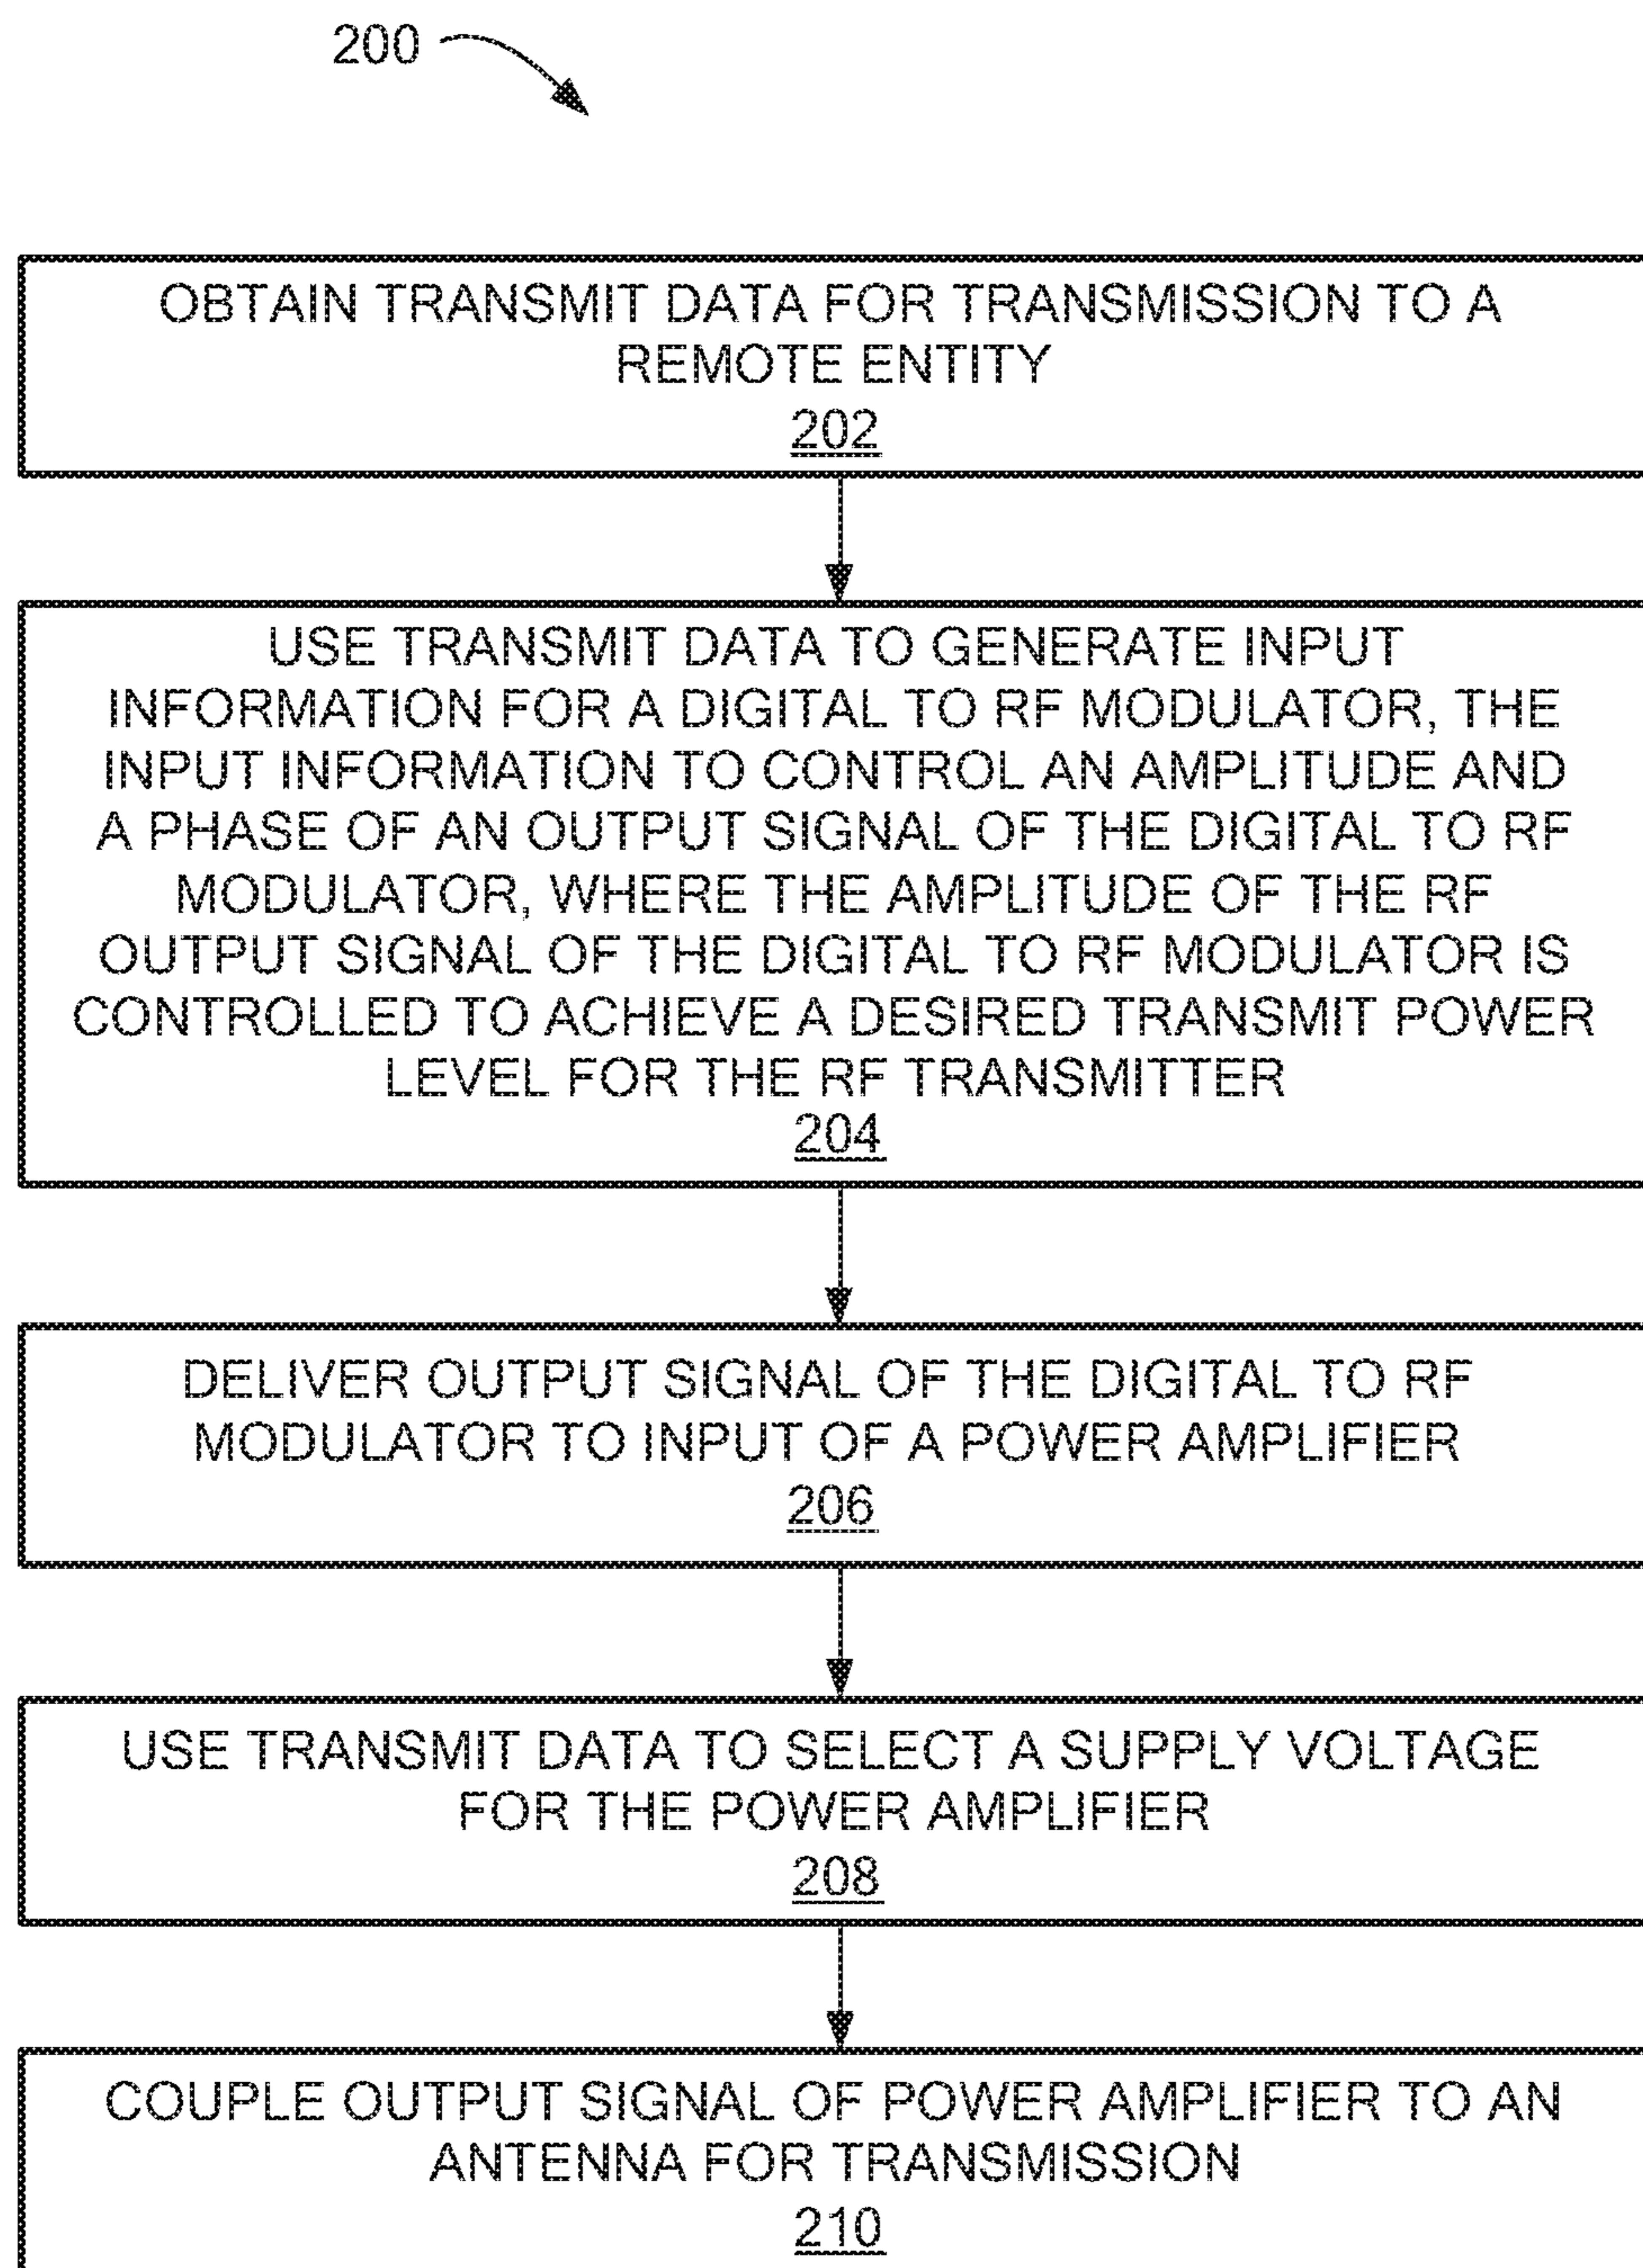 200
OBTAIN TRANSMIT DATA FOR TRANSMISSION TO A
REMOTE ENTITY
202
USE TRANSMIT DATA TO GENERATE INPUT
INFORMATION FOR A DIGITAL TO RF MODULATOR, THE
INPUT INFORMATION TO CONTROL AN AMPLITUDE AND
A PHASE OF AN OUTPUT SIGNAL OF THE DIGITAL TO RF
MODULATOR, WHERE THE AMPLITUDE OF THE RF
OUTPUT SIGNAL OF THE DIGITAL TO RF MODULATOR IS
CONTROLLED TO ACHIEVE A DESIRED TRANSMIT POWER
LEVEL FOR THE RF TRANSMITTER
204
DELIVER OUTPUT SIGNAL OF THE DIGITAL TO RF
MODULATOR TO INPUT OF A POWER AMPLIFIER
206
USE TRANSMIT DATA TO SELECT A SUPPLY VOLTAGE
FOR THE POWER AMPLIFIER
208
COUPLE OUTPUT SIGNAL OF POWER AMPLIFIER TO AN
ANTENNA FOR TRANSMISSION
210